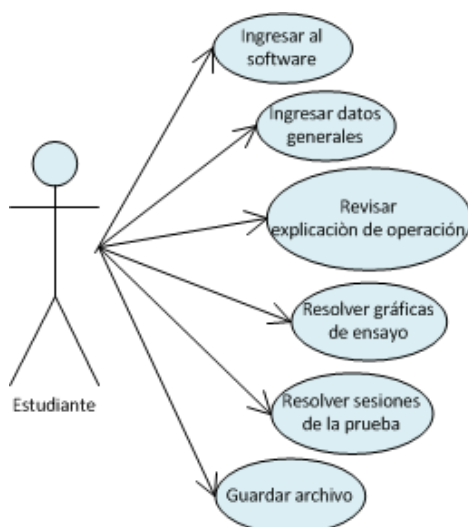 Ingresar al
software
Ingresar datos
generales
Revisar
explicaciòn de operación
Resolver gráficas
de ensayo
Resolver sesiones
de la prueba
Guardar archivo
Estudiante